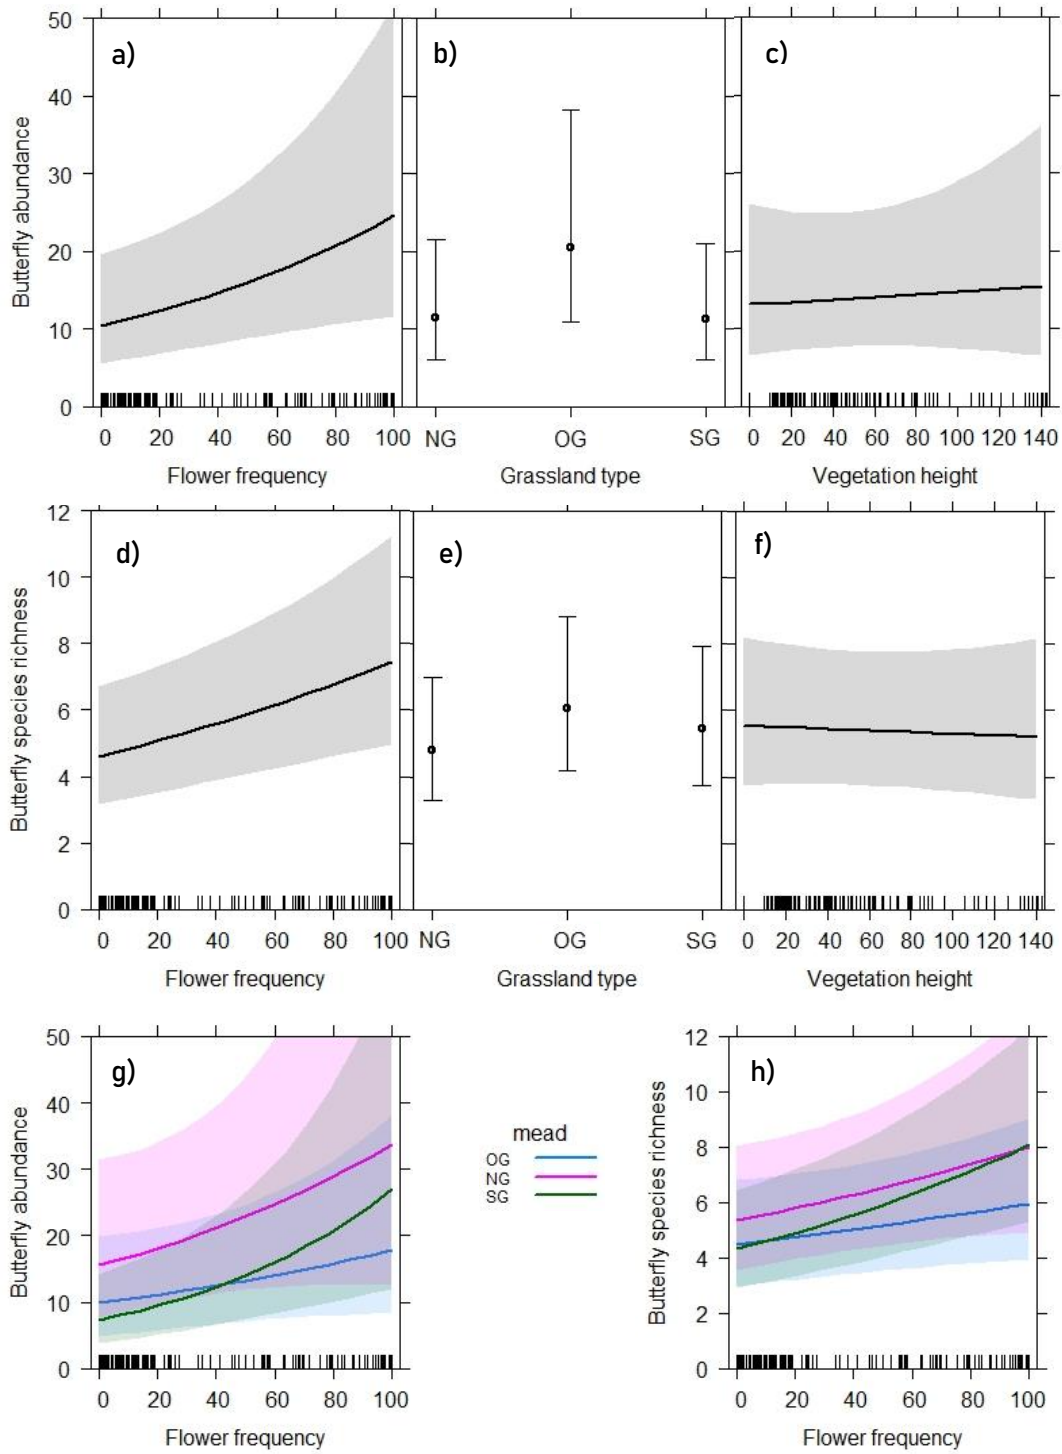 a) b) c)
Butterfly abundance
50
40
30
20
10
0
0 20 40 60 80 100
NG OG SG
0 20 40 60 80 100 120 140
Flower frequency Grassland type Vegetation height
d) e) f)
Butterfly species richness
12
10
8
6
4
2
0
0 20 40 60 80 100
NG OG SG
0 20 40 60 80 100 120 140
Flower frequency Grassland type Vegetation height
g)
Butterfly abundance
50
40
30
20
10
0
0 20 40 60 80 100
Flower frequency
mead
OG
NG
SG
h)
Butterfly species richness
12
10
8
6
4
2
0
0 20 40 60 80 100
Flower frequency